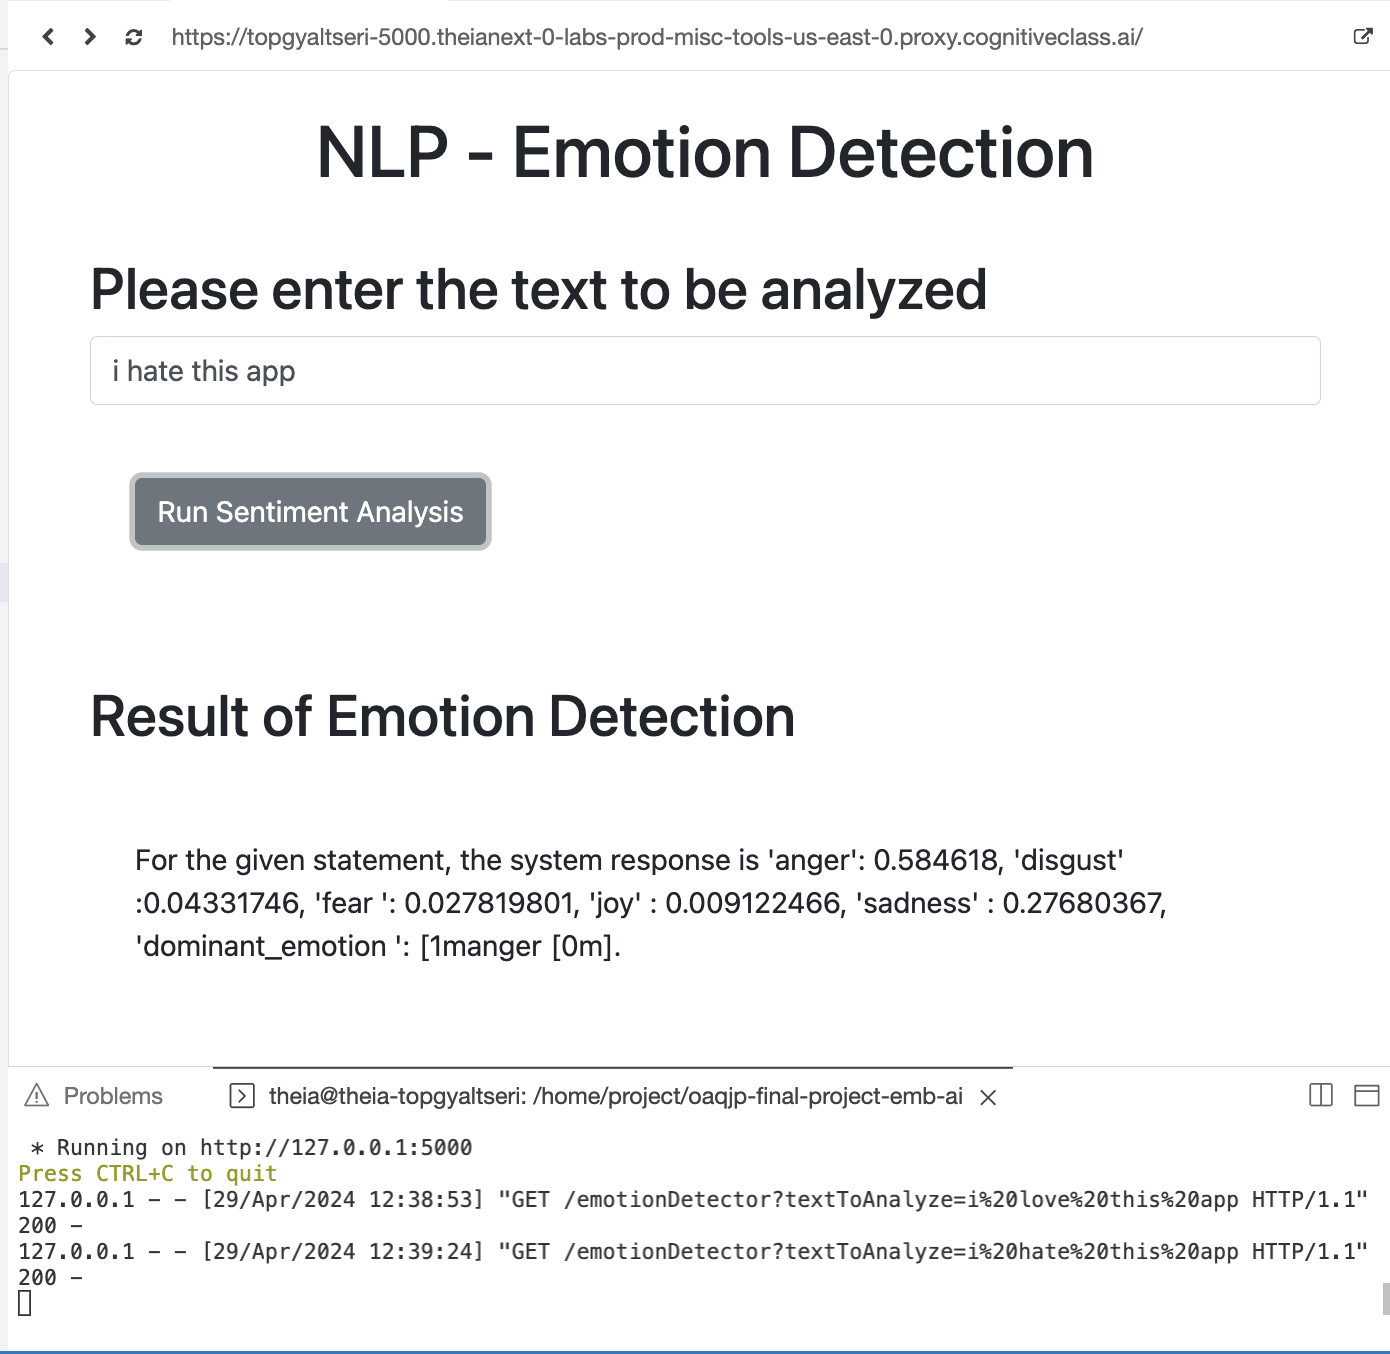 https://topgyaltseri-5000.theianext-0-labs-prod-misc-tools-us-east-0.proxy.cognitiveclass.ai/
NLP - Emotion Detection
Please enter the text to be analyzed
i hate this app
Run Sentiment Analysis
Result of Emotion Detection
For the given statement, the system response is 'anger': 0.584618, 'disgust'
:0.04331746, 'fear ': 0.027819801, 'joy' : 0.009122466, 'sadness' : 0.27680367,
'dominant_emotion ': [1manger [0m].
Problems
theia@theia-topgyaltseri: /home/project/oaqjp-final-project-emb-ai
* Running on http://127.0.0.1:5000
Press CTRL+C to quit
127.0.0.1 - - [29/Apr/2024 12:38:53] "GET /emotionDetector?textToAnalyze=i%20love%20this%20app HTTP/1.1"
200 -
127.0.0.1 - - [29/Apr/2024 12:39:24] "GET /emotionDetector?textToAnalyze=i%20hate%20this%20app HTTP/1.1"
200 -